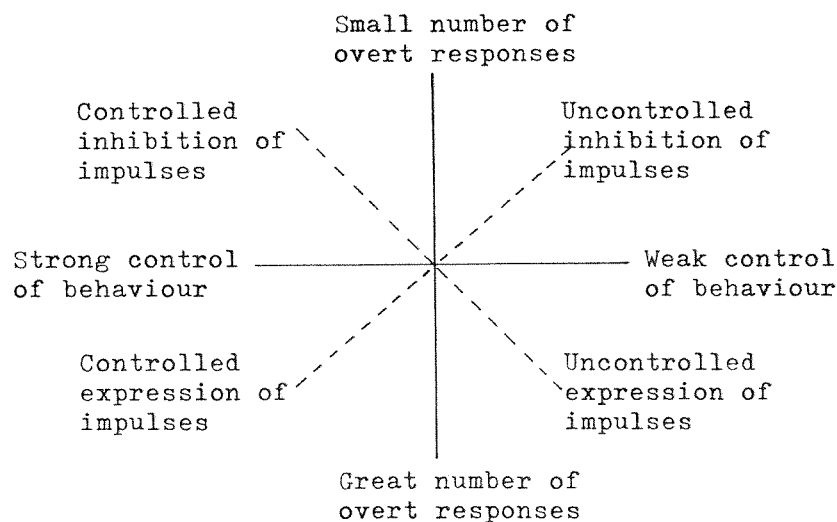 Small number of
overt responses
Controlled
inhibition of
impulses
Uncontrolled
inhibition of
impulses
Strong control
of behaviour
Weak control
of behaviour
Controlled
expression of
impulses
Uncontrolled
expression of
impulses
Great number of
overt responses